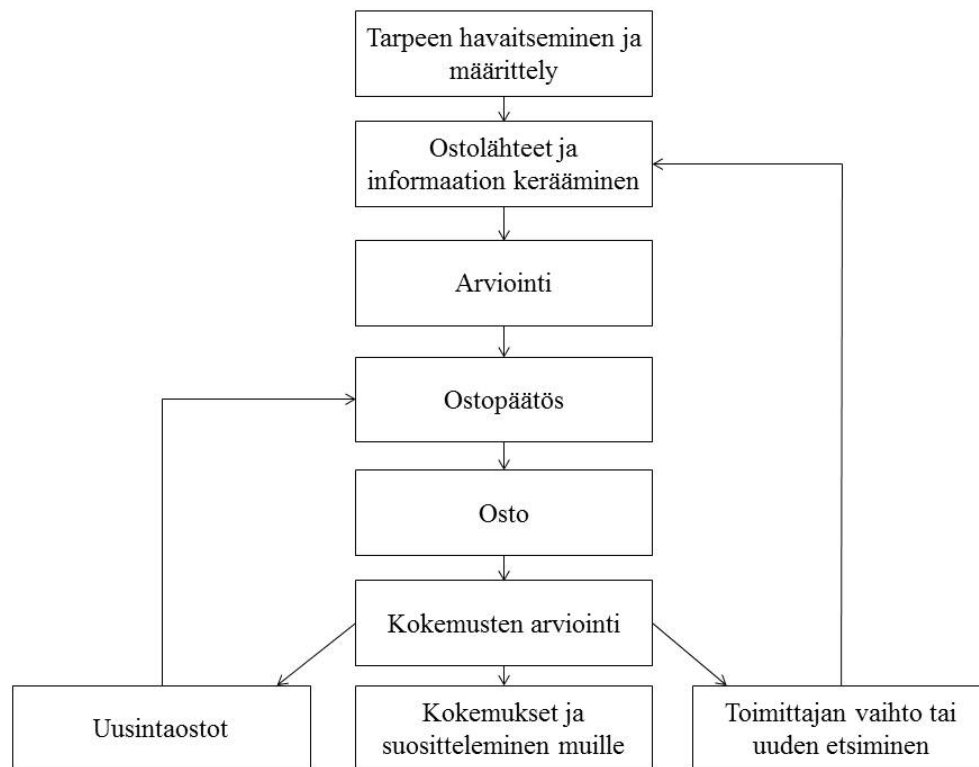 Tarpeen havaitseminen ja
määrittely
Ostolähteet ja
informaation kerääminen
Arviointi
Ostopäätös
Osto
Kokemusten arviointi
Uusintaostot
Kokemukset ja
suositteleminen muille
Toimittajan vaihto tai
uuden etsiminen